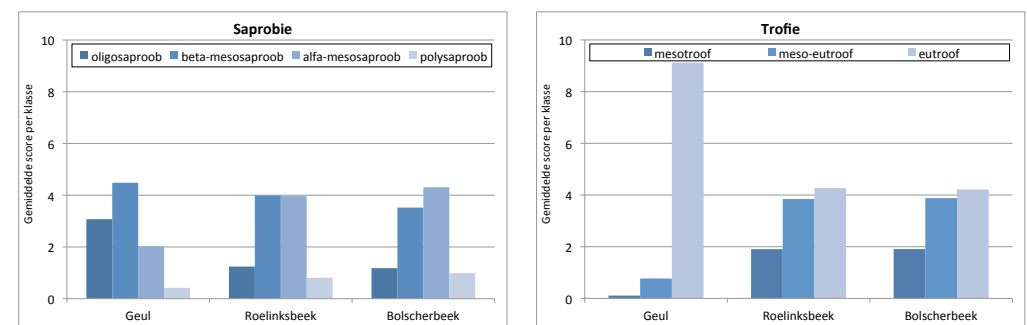 Saprobie
10
oligosaproob beta-mesosaproob alfa-mesosaproob polysaproob
8
6
4
2
0
Gemiddelde score per klasse
Geul Roelinksbeek Bolscherbeek
Trofie
10
mesotroof meso-eutroof eutroof
8
6
4
2
0
Gemiddelde score per klasse
Geul Roelinksbeek Bolscherbeek